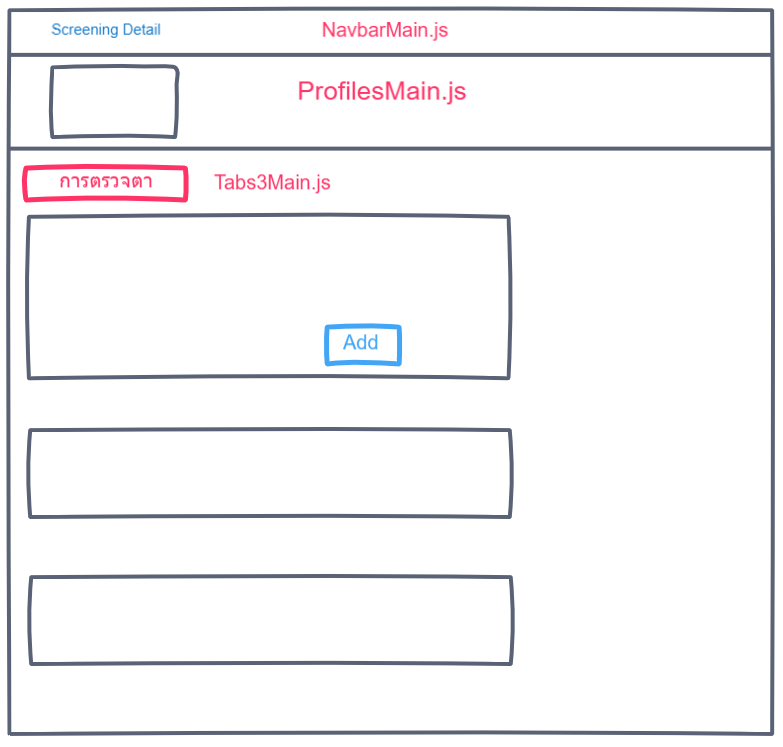 Screening Detail NavbarMain.js
ProfilesMain.js
การตรวจตา Tabs3Main.js
Add